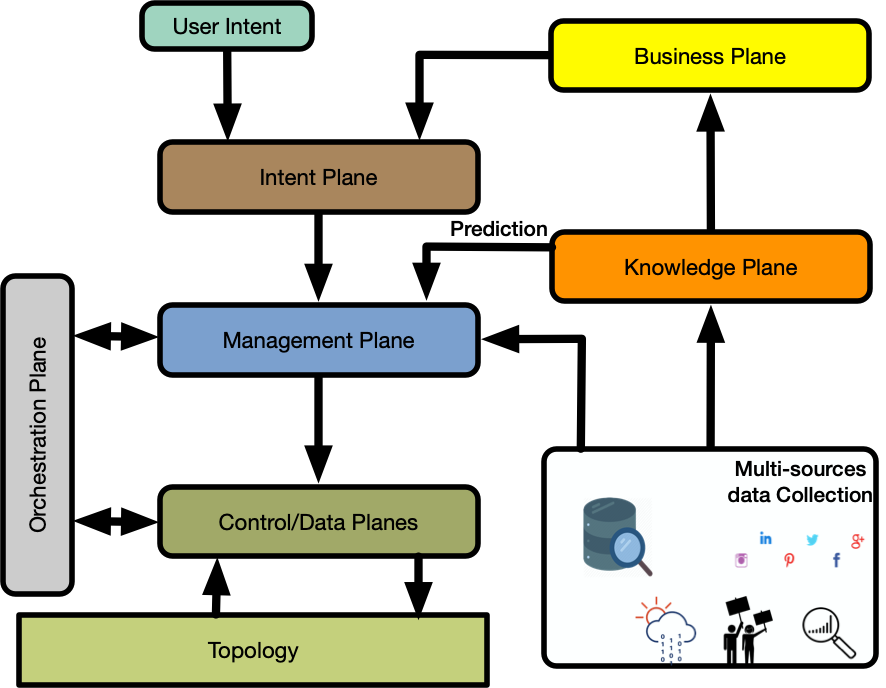 User Intent
Business Plane
Intent Plane
Prediction
Knowledge Plane
Management Plane
Orchestration Plane
Multi-sources
data Collection
Control/Data Planes
in
g+
f
Topology